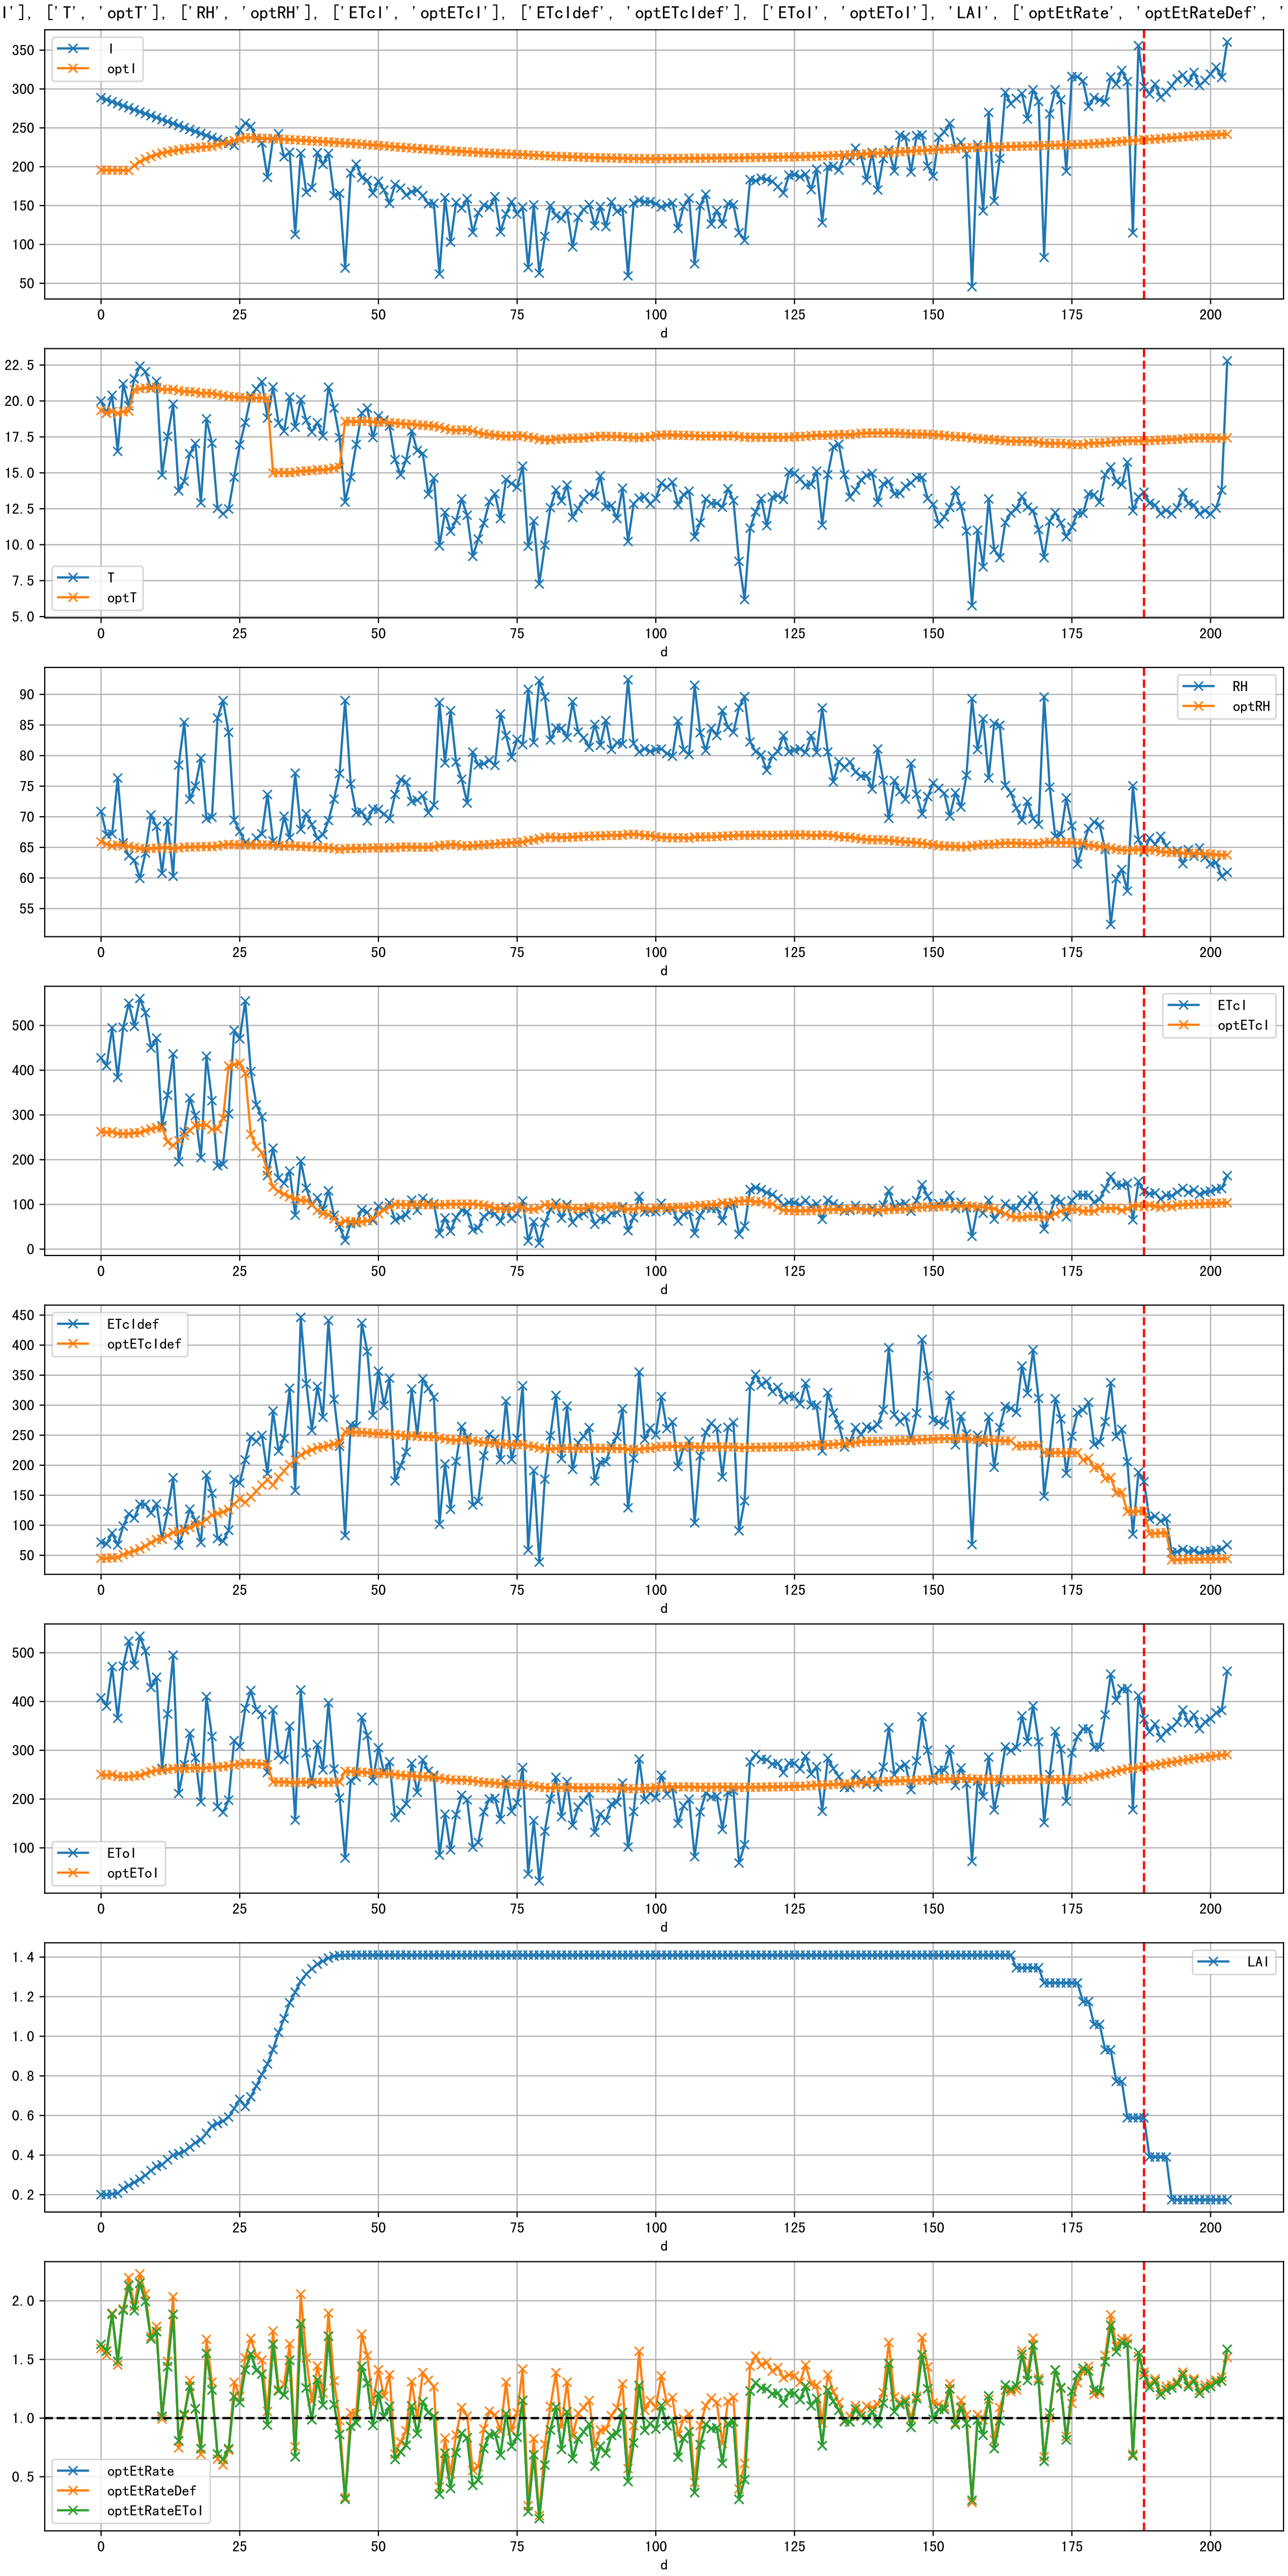 I'], ['T', 'optT'], ['RH', 'optRH'], ['ETcI', 'optETcI'], ['ETcIdef', 'optETcIdef'], ['EToI', 'optEToI'], 'LAI', ['optEtRate', 'optEtRateDef', '
350
300
250
200
150
100
50
I
optI
0 25 50 75 100 125 150 175 200
d
22.5
20.0
17.5
15.0
12.5
10.0
7.5
5.0
T
optT
0 25 50 75 100 125 150 175 200
d
90
85
80
75
70
65
60
55
RH
optRH
0 25 50 75 100 125 150 175 200
d
500
400
300
200
100
0
ETcI
optETcI
0 25 50 75 100 125 150 175 200
d
450
400
350
300
250
200
150
100
50
ETcIdef
optETcIdef
0 25 50 75 100 125 150 175 200
d
500
400
300
200
100
EToI
optEToI
0 25 50 75 100 125 150 175 200
d
1.4
1.2
1.0
0.8
0.6
0.4
0.2
LAI
0 25 50 75 100 125 150 175 200
d
2.0
1.5
1.0
0.5
optEtRate
optEtRateDef
optEtRateEToI
0 25 50 75 100 125 150 175 200
d